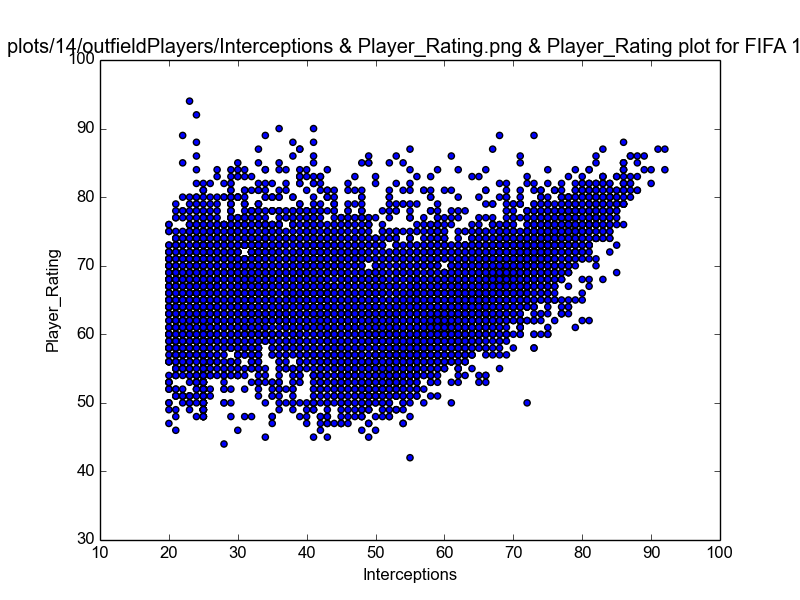 plots/14/outfieldPlayers/Interceptions & Player_Rating.png & Player_Rating plot for FIFA 1
100
90
80
70
60
50
40
30
Player_Rating
10 20 30 40 50 60 70 80 90 100
Interceptions